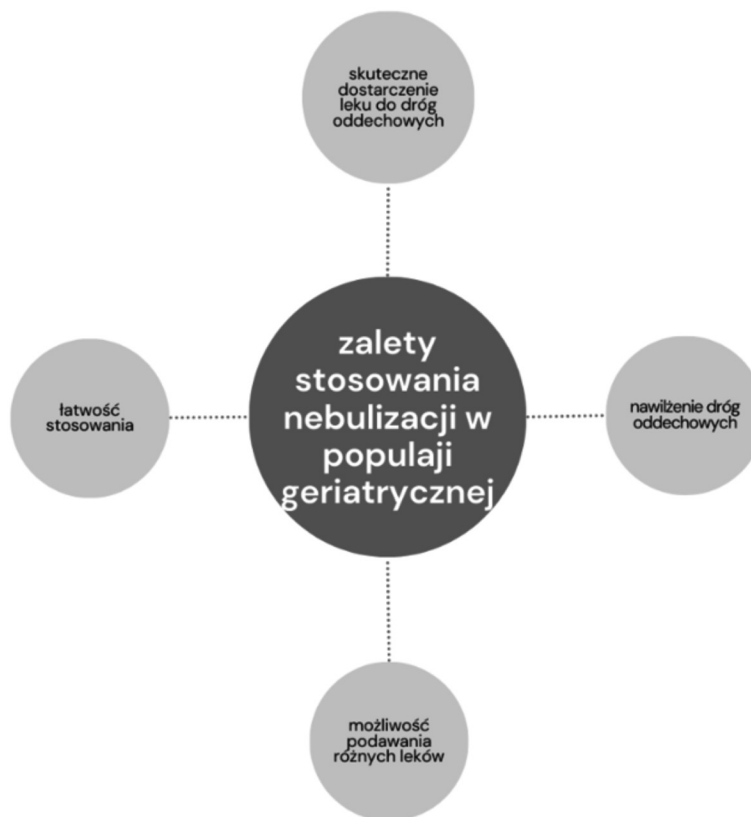 skuteczne
dostarczenie
leku do dróg
oddechowych
zalety
stosowania
nebulizacji w
populaji
geriatrycznej
łatwość
stosowania
nawilżenie dróg
oddechowych
możliwość
podawania
różnych leków